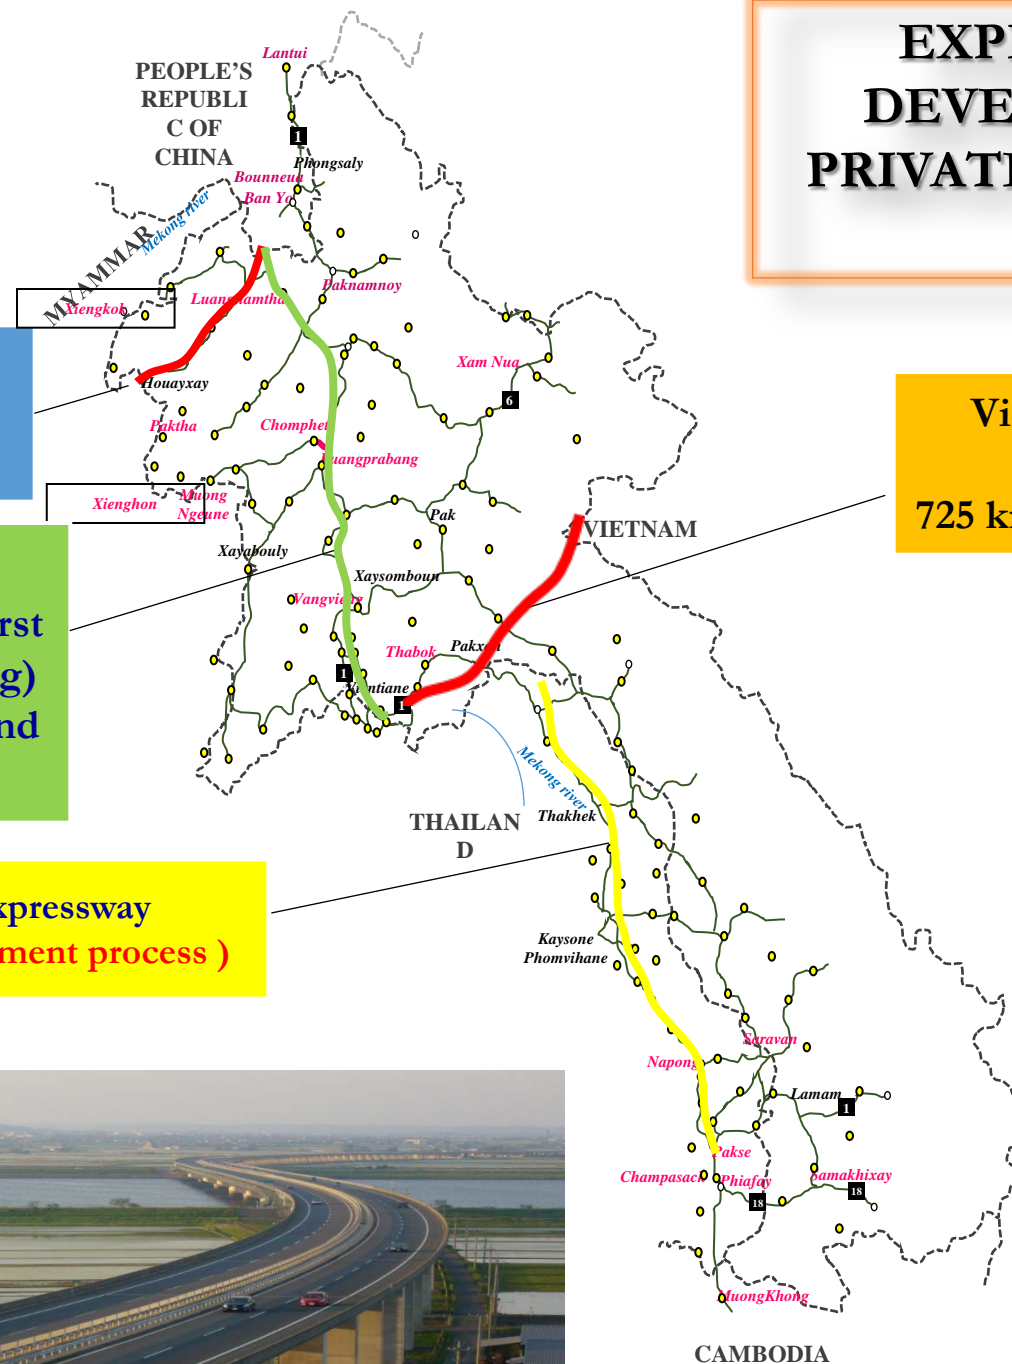 EXP
DEVE
PRIVAT
PEOPLE'S
REPUBLI
C OF
CHINA
Lantui
1
Phongsaly
Bounneua
Ban Yo
Mekong river
MYAMMAR
Paknamnoy
Luangnamtha
Xiengkok
Houayxay
Xam Nua
6
Vi
725 k
Paktha
Chomphet
Luangprabang
Xienghon
Muong
Ngeune
Pak
VIETNAM
Xayabouly
Xaysomboun
rst
g)
nd
Vangvieng
Thabok
Pakxan
1
Vientiane
1
Mekong river
THAILAN
D
Thakhek
xpressway
ment process )
Kaysone
Phomvihane
Saravan
Napong
Lamam
1
Pakse
Champasack
Phiafay
Samakhixay
18
18
MuongKhong
CAMBODIA